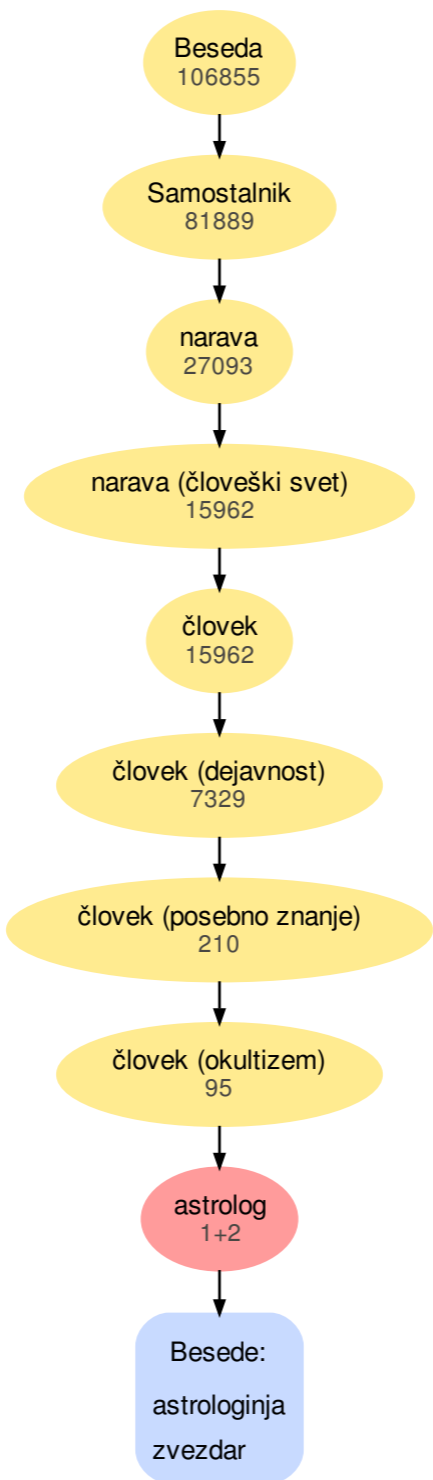 Beseda
106855
Samostalnik
81889
narava
27093
narava (človeški svet)
15962
človek
15962
človek (dejavnost)
7329
človek (posebno znanje)
210
človek (okultizem)
95
astrolog
1+2
Besede:
astrologinja
zvezdar